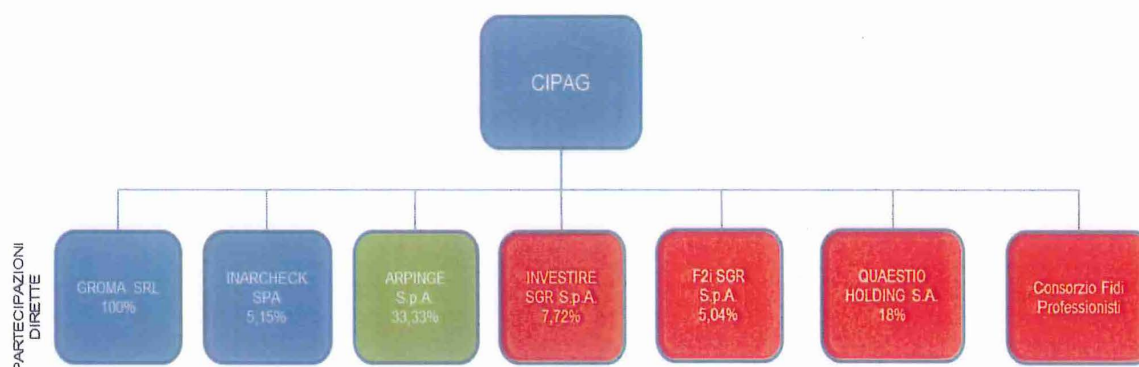 CIPAG
PARTECIPAZIONI
DIRETTE
GROMA SRL
100%
INARCHECK
SPA
5,15%
ARPINGE
S.p.A.
33,33%
INVESTIRE
SGR S.p.A.
7,72%
F2i SGR
S.p.A.
5,04%
QUAESTIO
HOLDING S.A.
18%
Consorzio Fidi
Professionisti